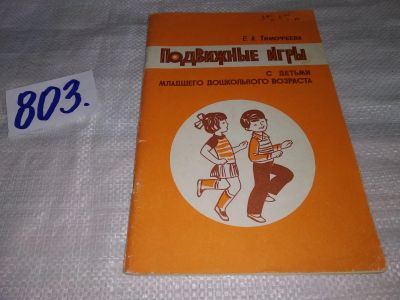 Е. А. Тимофеева
Подвижные игры
с детьми
младшего дошкольного возраста
803.